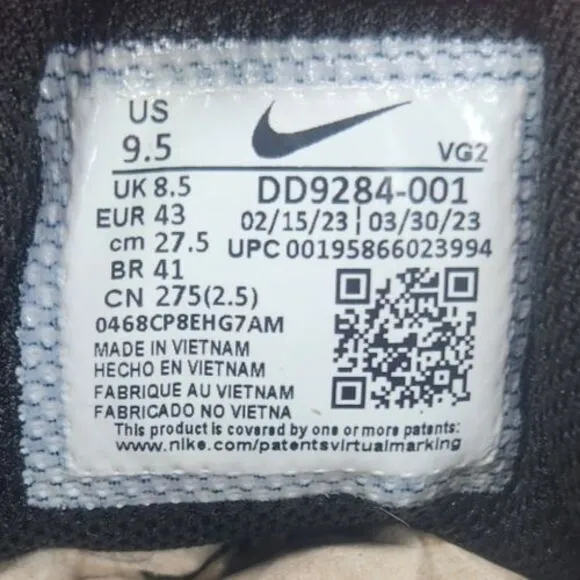 US
9.5
VG2
UK 8.5
DD9284-001
EUR 43
02/15/23 | 03/30/23
cm 27.5
UPC 00195866023994
BR 41
CN 275(2.5)
0468CP8EHG7AM
MADE IN VIETNAM
HECHO EN VIETNAM
FABRIQUE AU VIETNAM
FABRICADO NO VIETNA
This product is covered by one or more patents:
www.nike.com/patentsvirtualmarking